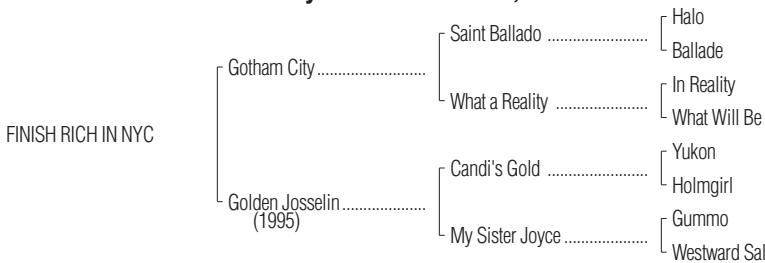 Halo
Saint Ballado
Ballade
Gotham City
In Reality
What a Reality
What Will Be
FINISH RICH IN NYC
Yukon
Candi's Gold
Holmgirl
Golden Josselin
(1995)
Gummo
My Sister Joyce
Westward Sal